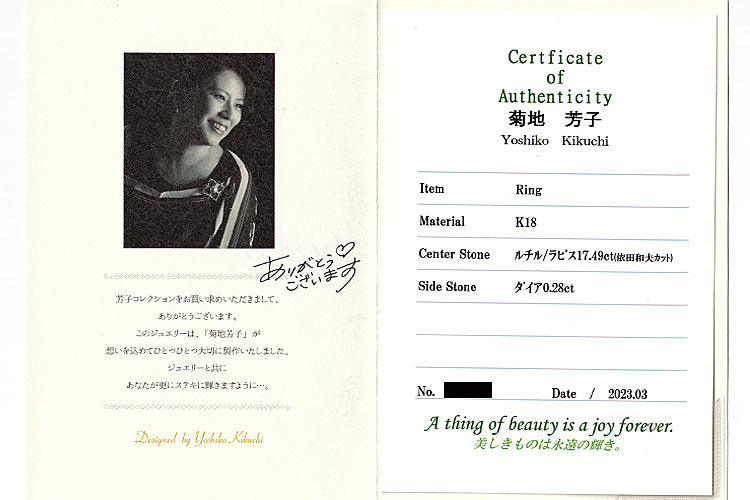 ありがとう♡
ございます
芳子コレクションをお買い求めいただきまして、
ありがとうございます。
このジュエリーは、「菊地芳子」が
想いを込めてひとつひとつ大切に製作いたしました。
ジュエリーと共に
あなたが更にステキに輝きますように…。
Designed by Yoshiko Kikuchi
Certficate
of
Authenticity
菊地 芳子
Yoshiko Kikuchi
Item Ring
Material K18
Center Stone ルチル/ラピス17.49ct(依田和夫カット)
Side Stone ダイア0.28ct
No. Date / 2023.03
A thing of beauty is a joy forever.
美しきものは永遠の輝き。